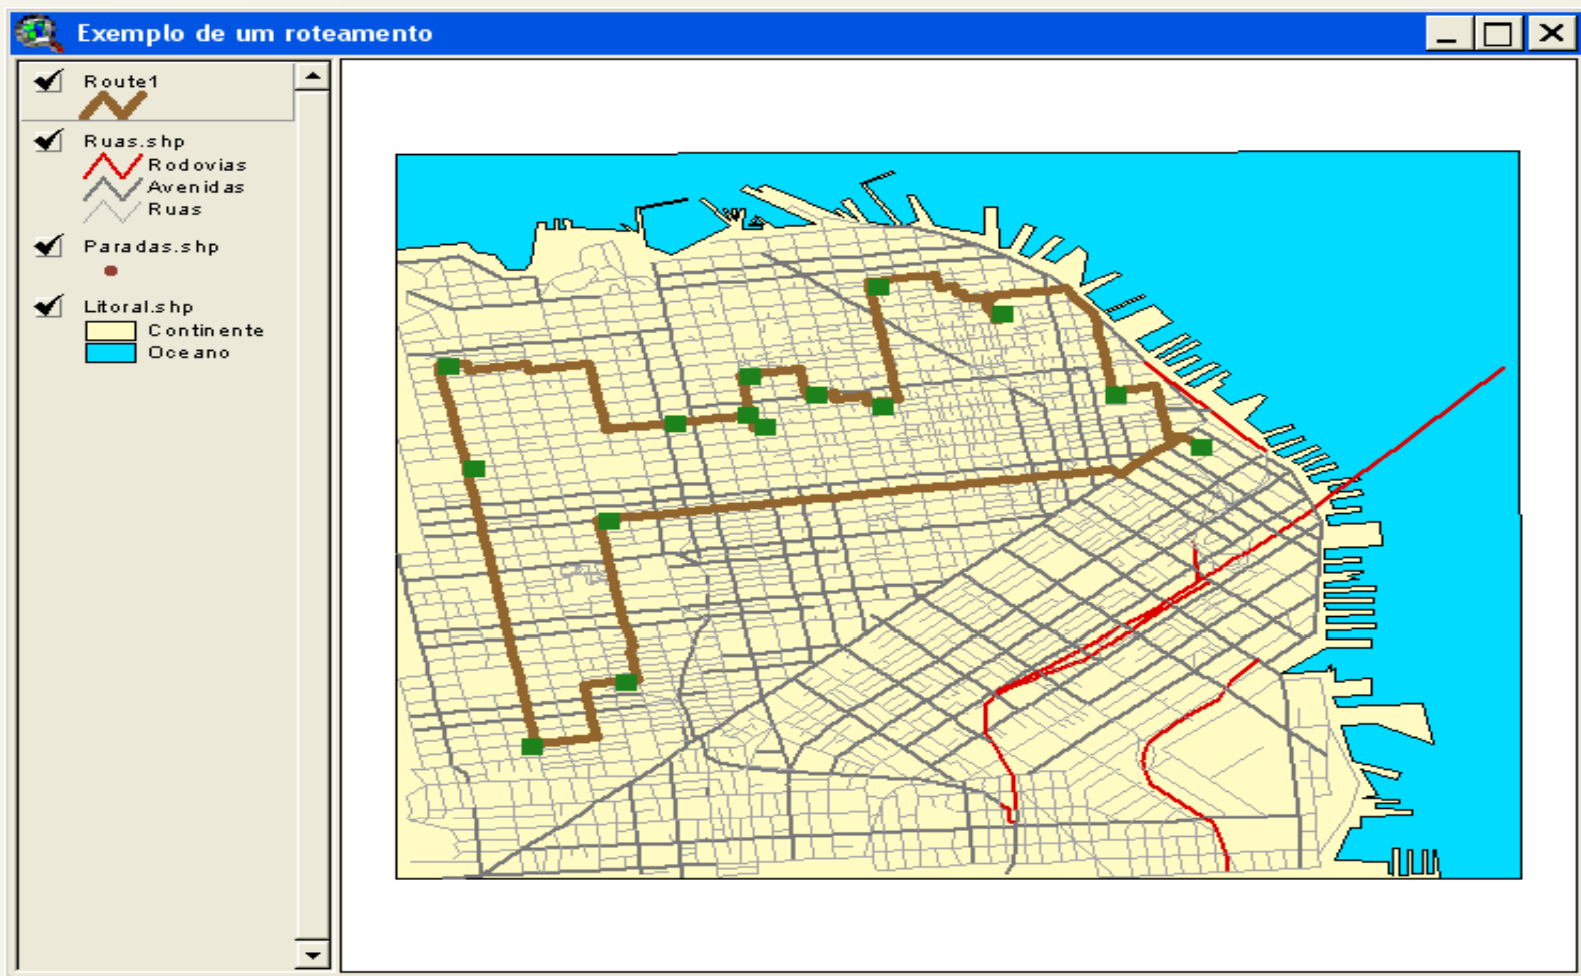 Exemplo de um roteamento
Route1
Ruas.shp
Rodovias
Avenidas
Ruas
Paradas.shp
Litoral.shp
Continente
Oceano